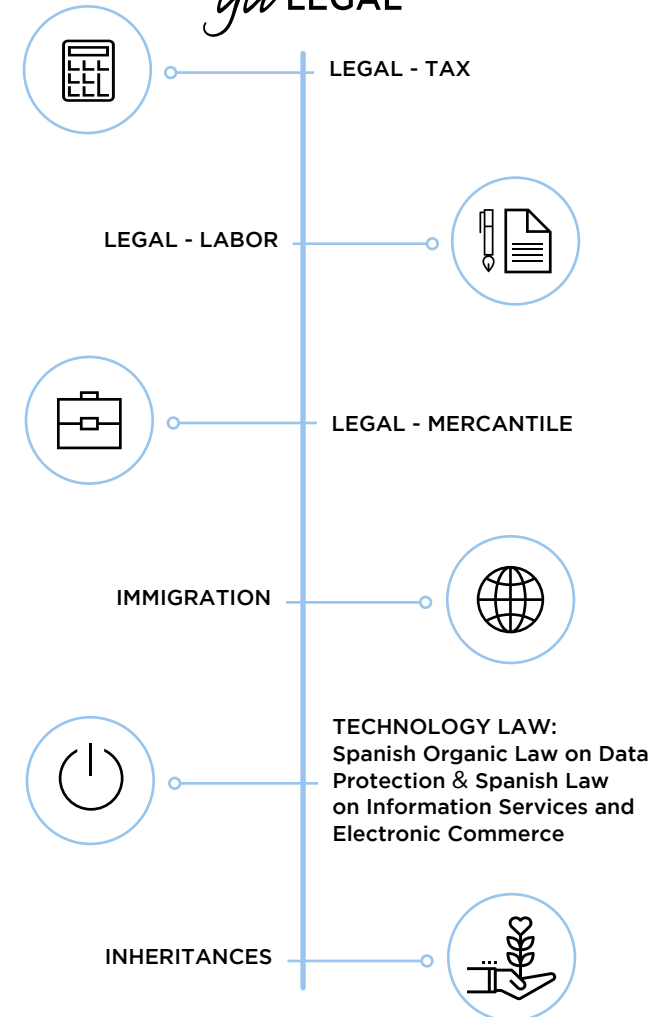 LEGAL
LEGAL - TAX
LEGAL - LABOR
LEGAL - MERCANTILE
IMMIGRATION
TECHNOLOGY LAW:
Spanish Organic Law on Data
Protection & Spanish Law
on Information Services and
Electronic Commerce
INHERITANCES